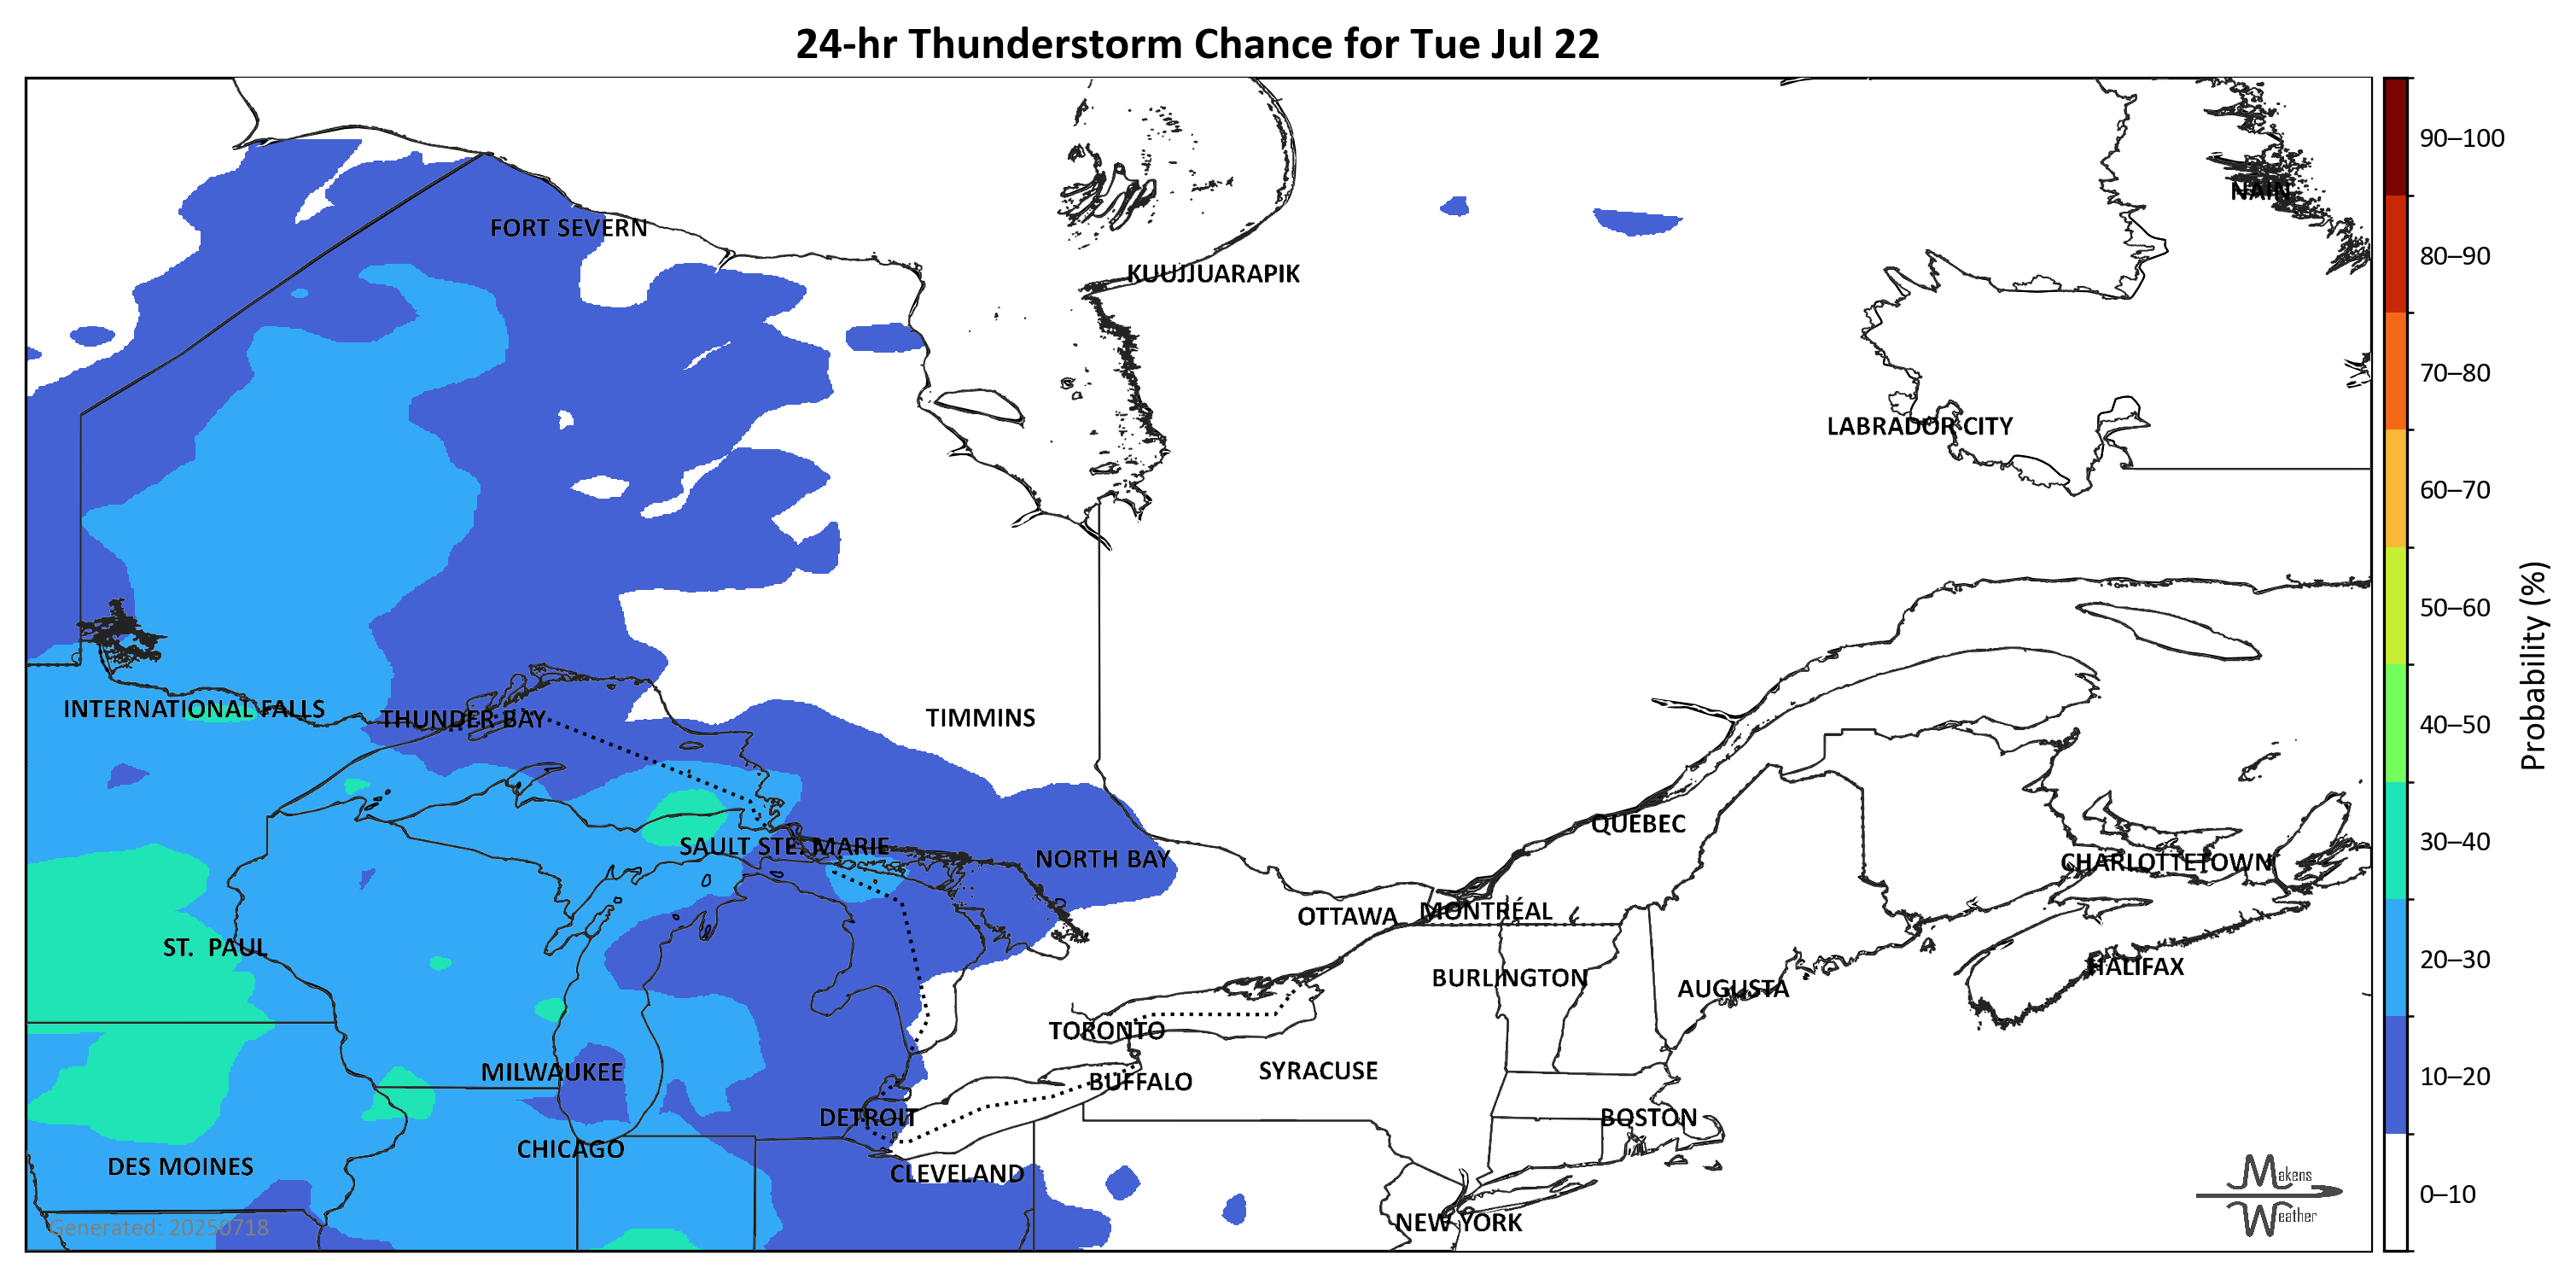 24-hr Thunderstorm Chance for Tue Jul 22
90–100
NAIN
FORT SEVERN
80–90
KUUJJUARAPIK
70–80
LABRADOR CITY
60–70
50–60
Probability (%)
INTERNATIONAL FALLS
THUNDER BAY
TIMMINS
40–50
QUEBEC
30–40
SAULT STE. MARIE
NORTH BAY
CHARLOTTETOWN
OTTAWA
MONTRÉAL
ST. PAUL
20–30
HALIFAX
BURLINGTON
AUGUSTA
TORONTO
MILWAUKEE
SYRACUSE
10–20
BUFFALO
DETROIT
BOSTON
CHICAGO
DES MOINES
CLEVELAND
Makens
Weather
0–10
NEW YORK
Generated: 20250718